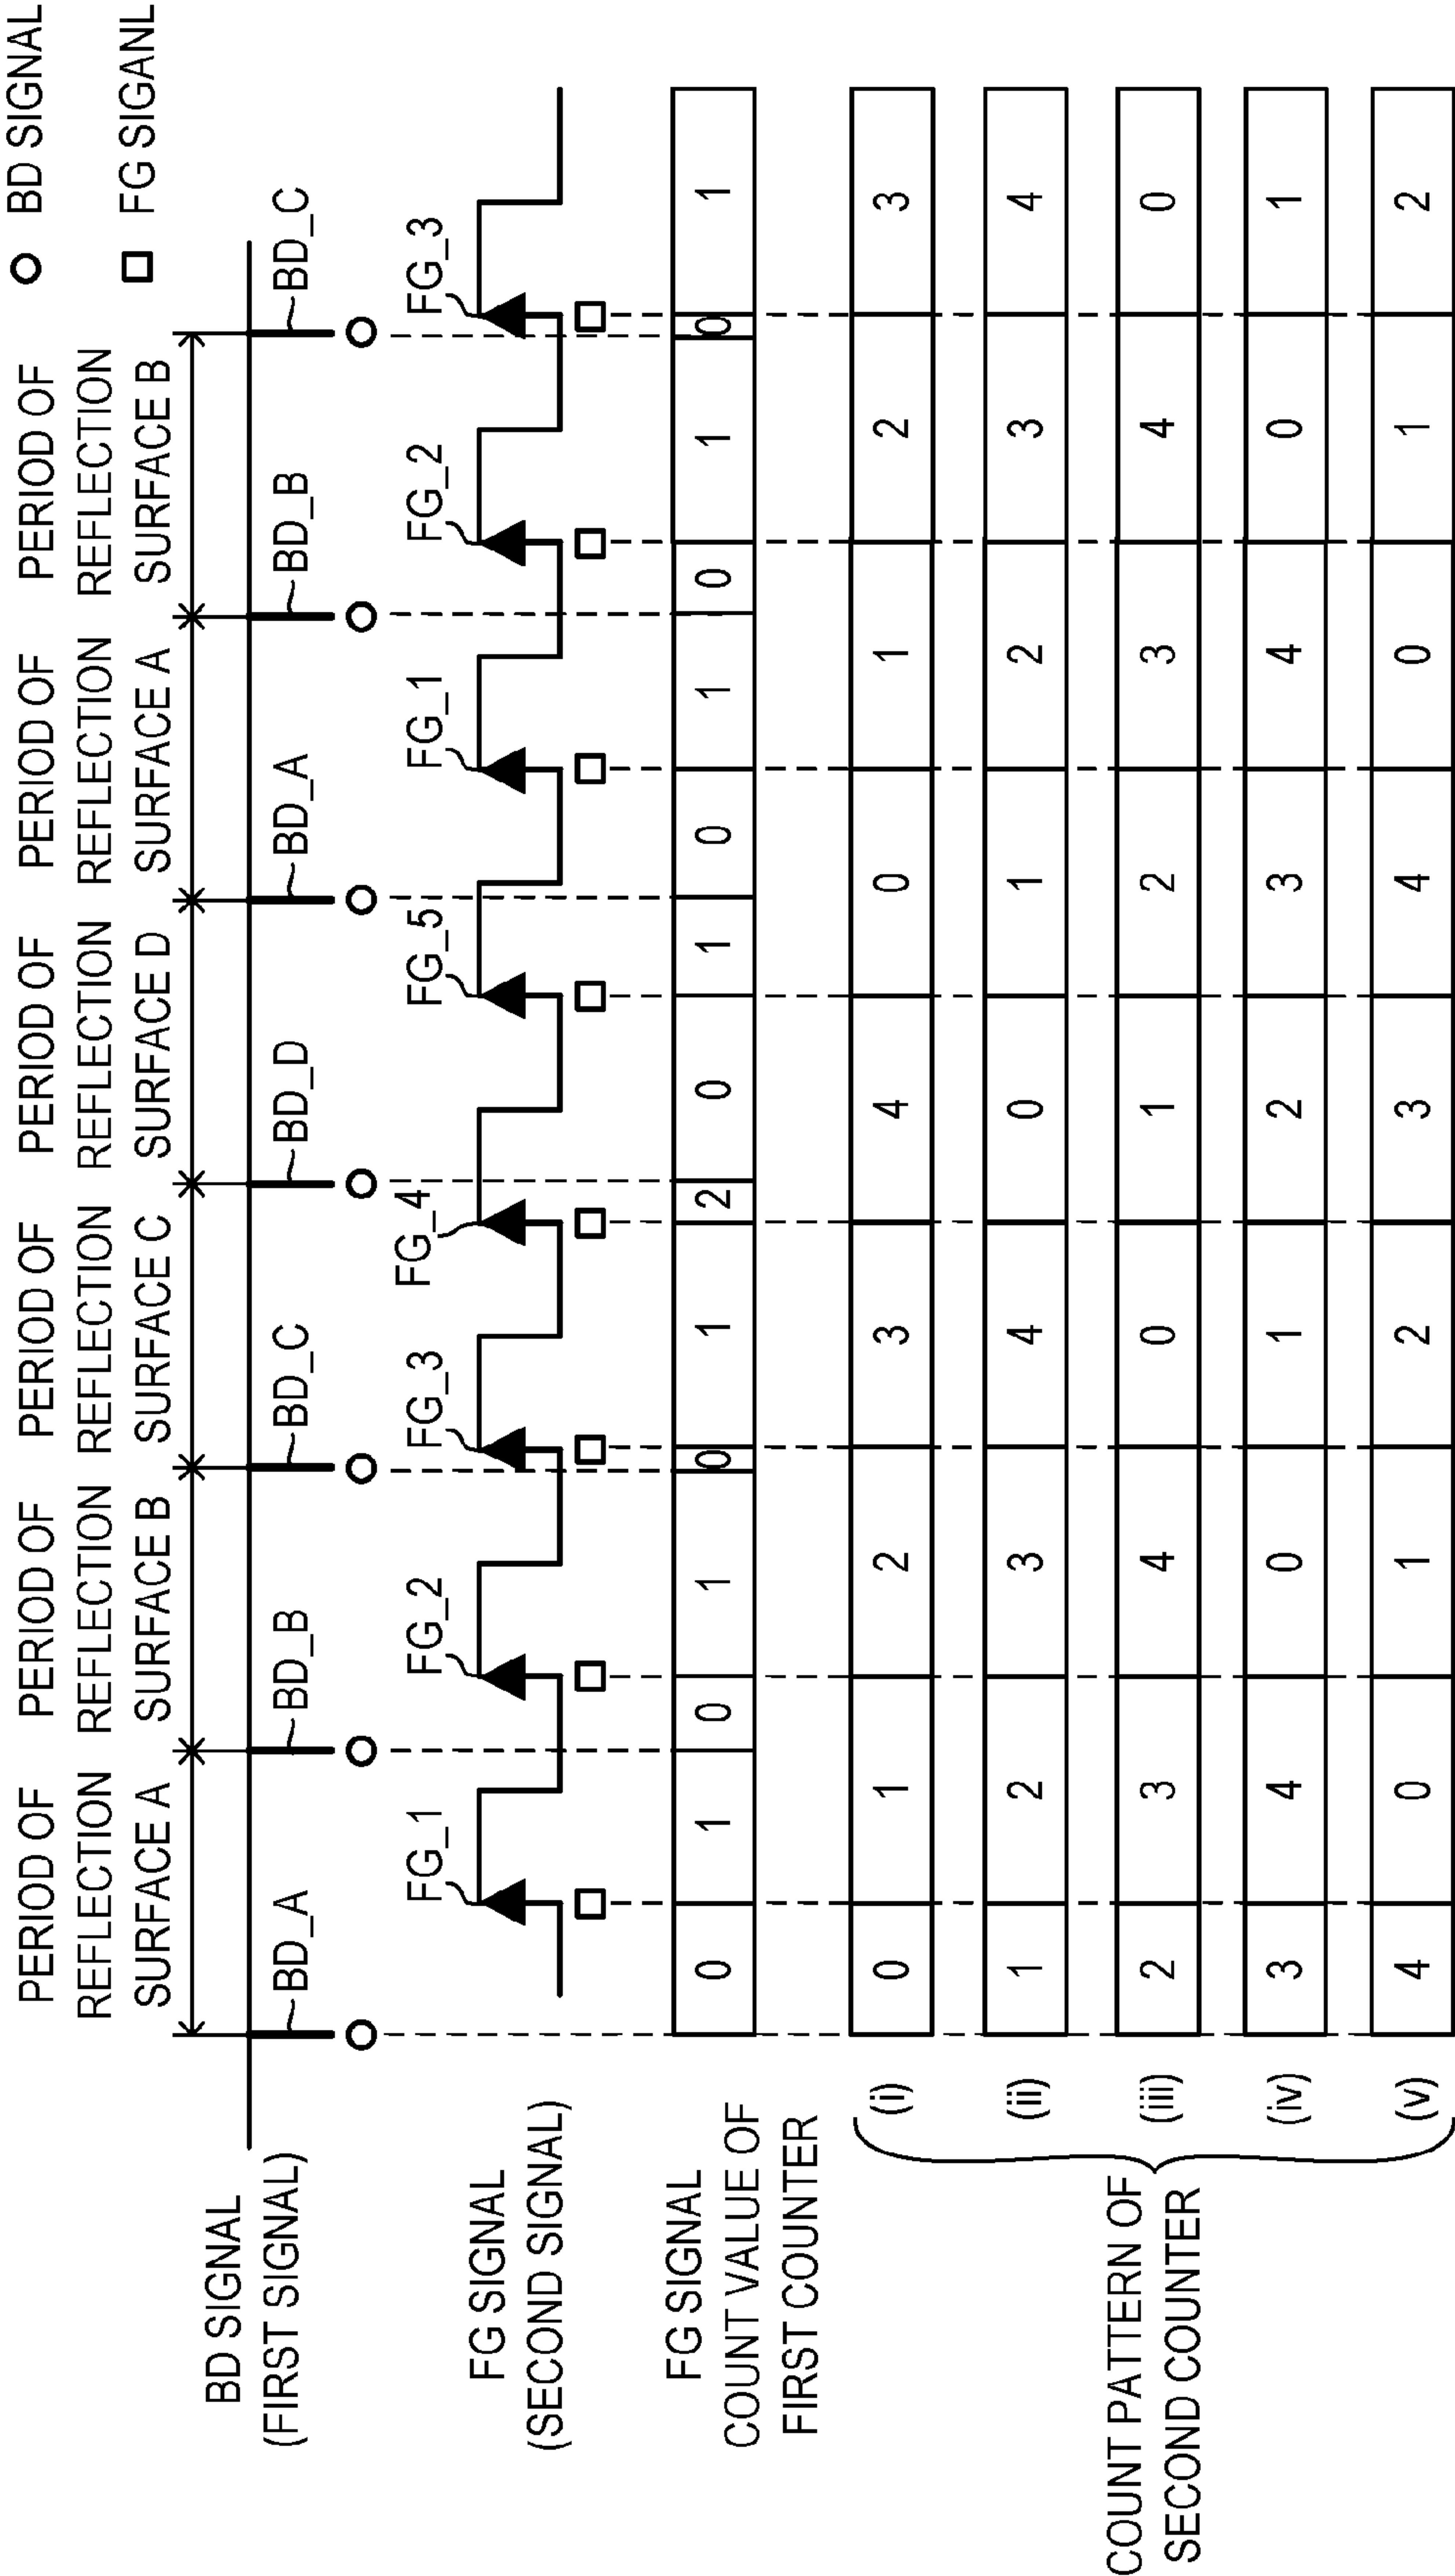 ○ BD SIGNAL
□ FG SIGANL
PERIOD OF REFLECTION SURFACE A
PERIOD OF REFLECTION SURFACE B
PERIOD OF REFLECTION SURFACE C
PERIOD OF REFLECTION SURFACE D
PERIOD OF REFLECTION SURFACE A
PERIOD OF REFLECTION SURFACE B
BD SIGNAL
(FIRST SIGNAL)
BD_A BD_B BD_C BD_D BD_A BD_B BD_C
FG SIGNAL
(SECOND SIGNAL)
FG_1 FG_2 FG_3 FG_4 FG_5 FG_1 FG_2 FG_3
FG SIGNAL
COUNT VALUE OF
FIRST COUNTER
0 1 0 1 0 1 2 0 1 0 1 0 1 0 1
COUNT PATTERN OF
SECOND COUNTER
(i) 0 1 2 3 4 0 1 2 3
(ii) 1 2 3 4 0 1 2 3 4
(iii) 2 3 4 0 1 2 3 4 0
(iv) 3 4 0 1 2 3 4 0 1
(v) 4 0 1 2 3 4 0 1 2